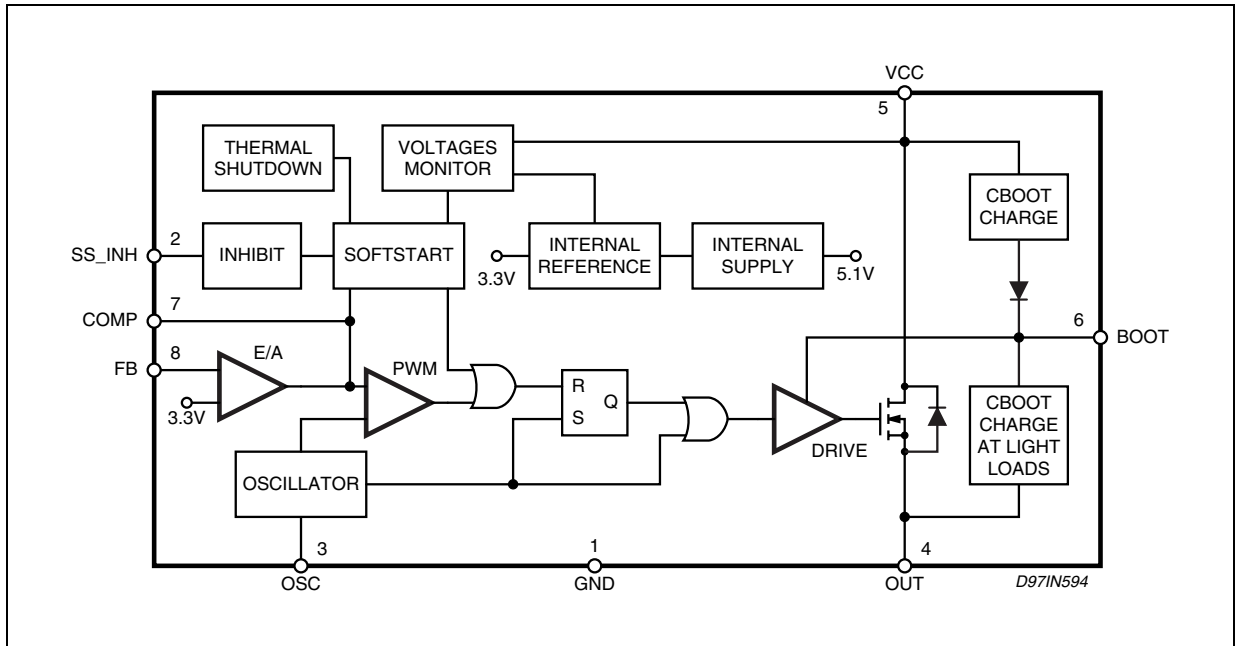 VCC
5
THERMAL
SHUTDOWN
VOLTAGES
MONITOR
CBOOT
CHARGE
SS_INH
2
INHIBIT
SOFTSTART
3.3V
INTERNAL
REFERENCE
INTERNAL
SUPPLY
5.1V
COMP
7
6
BOOT
FB
8
E/A
3.3V
PWM
R
S
Q
DRIVE
CBOOT
CHARGE
AT LIGHT
LOADS
OSCILLATOR
3
OSC
1
GND
4
OUT
D97IN594